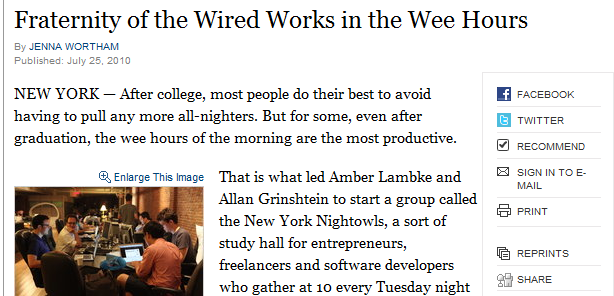 Fraternity of the Wired Works in the Wee Hours
By JENNA WORTHAM
Published: July 25, 2010
NEW YORK — After college, most people do their best to avoid
having to pull any more all-nighters. But for some, even after
graduation, the wee hours of the morning are the most productive.
Enlarge This Image
That is what led Amber Lambke and
Allan Grinshtein to start a group called
the New York Nightowls, a sort of
study hall for entrepreneurs,
freelancers and software developers
who gather at 10 every Tuesday night
FACEBOOK
TWITTER
RECOMMEND
SIGN IN TO E-
MAIL
PRINT
REPRINTS
SHARE